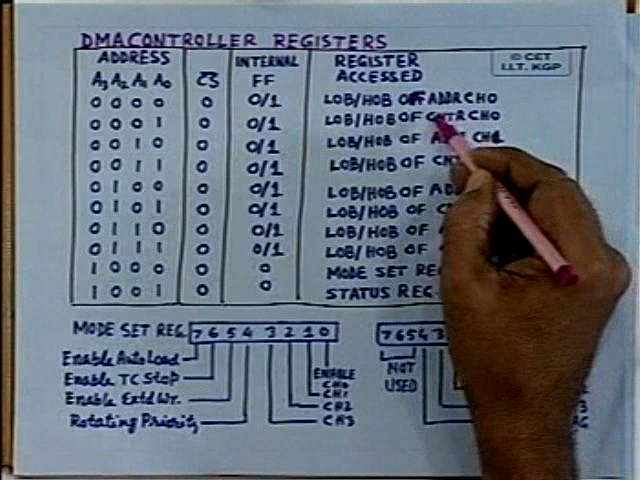 DMA CONTROLLER REGISTERS
© CET
I.I.T. KGP
ADDRESS INTERNAL REGISTER
A3 A2 A1 A0 CS FF ACCESSED
0 0 0 0 0 0/1 LOB/HOB OF ADDR CH0
0 0 0 1 0 0/1 LOB/HOB OF CNTR CH0
0 0 1 0 0 0/1 LOB/HOB OF CH1
0 0 1 1 0 0/1 LOB/HOB OF
0 1 0 0 0 0/1 LOB/HOB OF
0 1 0 1 0 0/1 LOB/HOB OF
0 1 1 0 0 0/1 LOB/HOB OF
0 1 1 1 0 0/1 LOB/HOB OF
1 0 0 0 0 0 MODE SET REG
1 0 0 1 0 0 STATUS REG.
MODE SET REG. 7 6 5 4 3 2 1 0 7 6 5 4 3
Enable AutoLoad ENABLE NOT
Enable TC Stop CH0 USED
Enable Extd Wr. CH1
CH2
Rotating Priority CH3